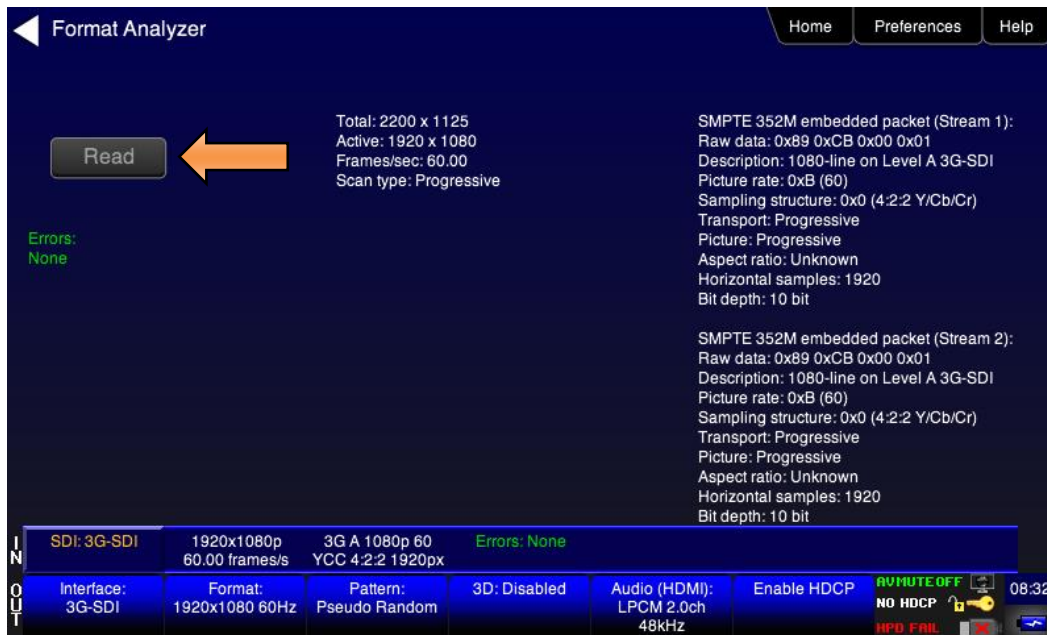 Format Analyzer
Home
Preferences
Help
Read
Errors:
None
Total: 2200 x 1125
Active: 1920 x 1080
Frames/sec: 60.00
Scan type: Progressive
SMPTE 352M embedded packet (Stream 1):
Raw data: 0x89 0xCB 0x00 0x01
Description: 1080-line on Level A 3G-SDI
Picture rate: 0xB (60)
Sampling structure: 0x0 (4:2:2 Y/Cb/Cr)
Transport: Progressive
Picture: Progressive
Aspect ratio: Unknown
Horizontal samples: 1920
Bit depth: 10 bit
SMPTE 352M embedded packet (Stream 2):
Raw data: 0x89 0xCB 0x00 0x01
Description: 1080-line on Level A 3G-SDI
Picture rate: 0xB (60)
Sampling structure: 0x0 (4:2:2 Y/Cb/Cr)
Transport: Progressive
Picture: Progressive
Aspect ratio: Unknown
Horizontal samples: 1920
Bit depth: 10 bit
IN
SDI: 3G-SDI
1920x1080p
60.00 frames/s
3G A 1080p 60
YCC 4:2:2 1920px
Errors: None
OUT
Interface:
3G-SDI
Format:
1920x1080 60Hz
Pattern:
Pseudo Random
3D: Disabled
Audio (HDMI):
LPCM 2.0ch
48kHz
Enable HDCP
AVMUTEOFF
NO HDCP
HPD FAIL
08:32